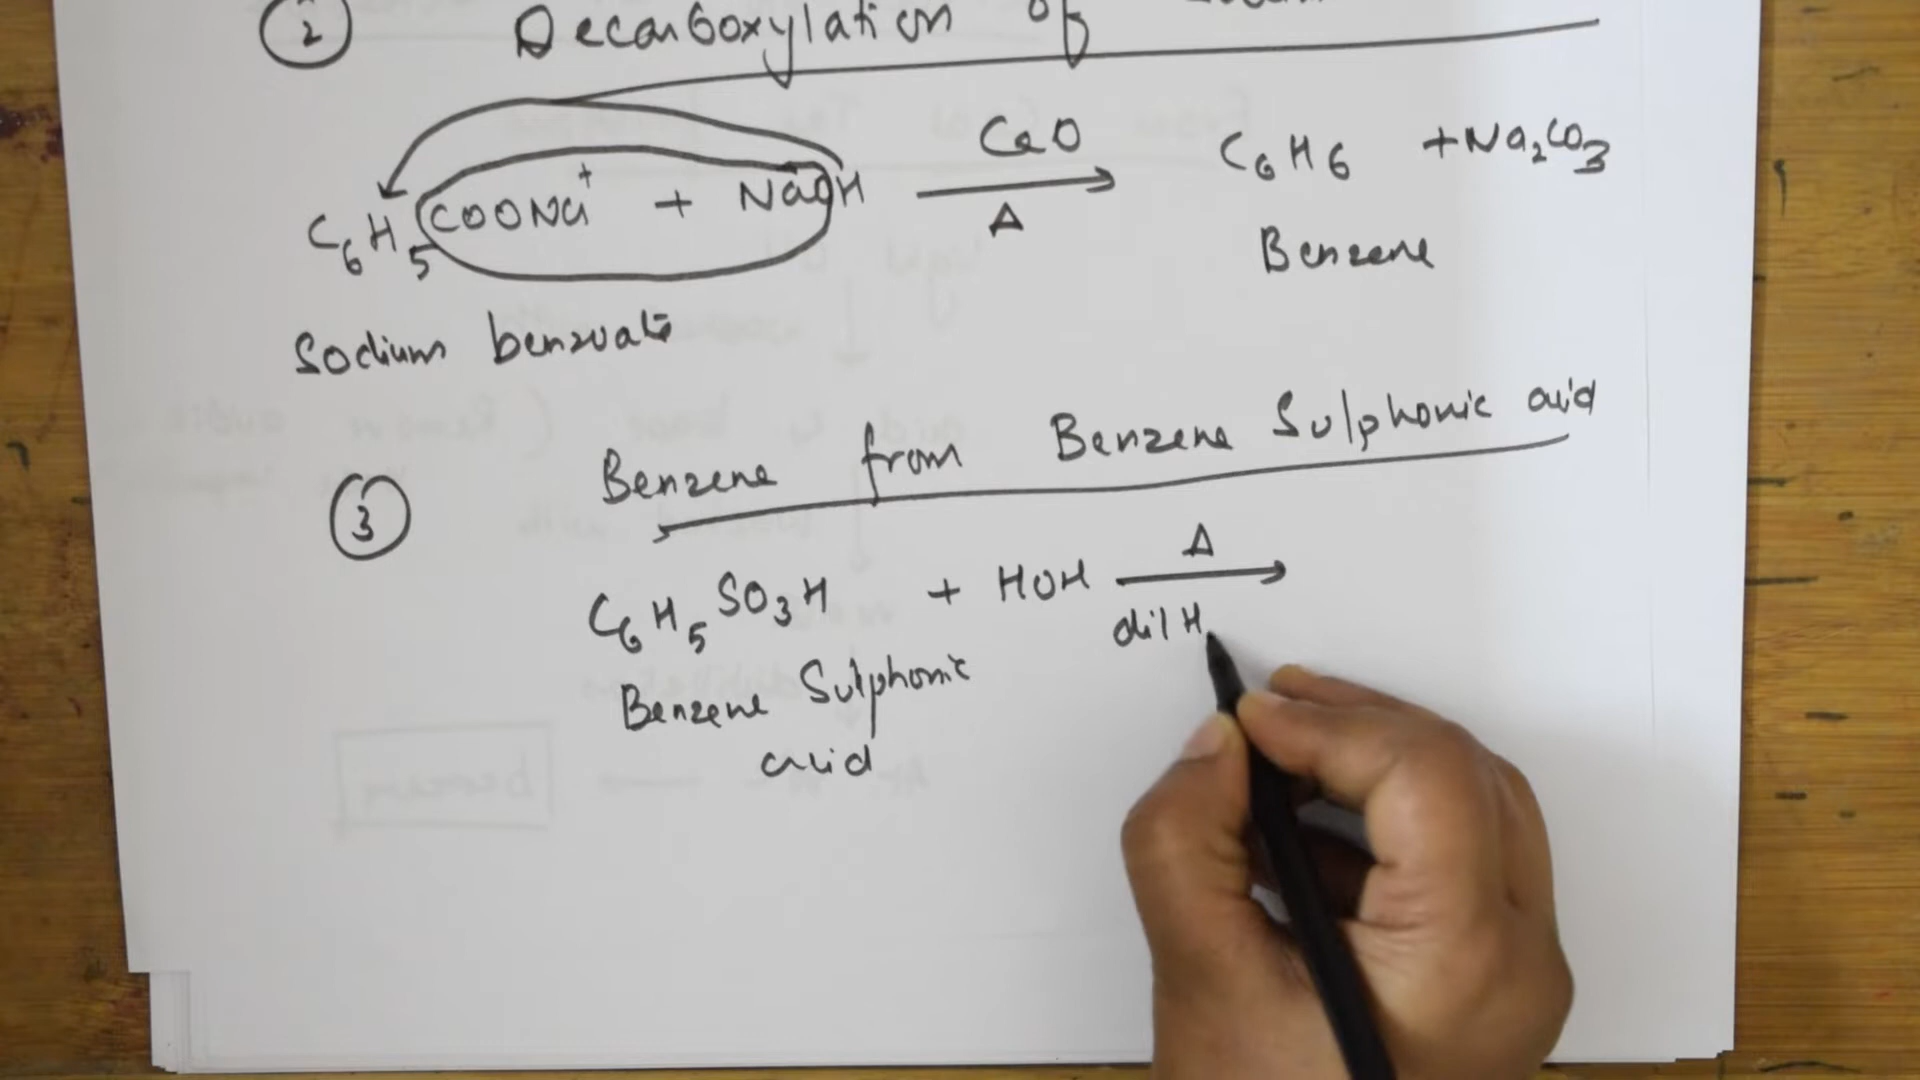 2 Decarboxylation of
C6H5COONa+ + NaOH CaO Δ C6H6 + Na2CO3
Benzene
Sodium benzoate
3 Benzene from Benzene Sulphonic acid
C6H5SO3H + HOH Δ dil H
Benzene Sulphonic
acid